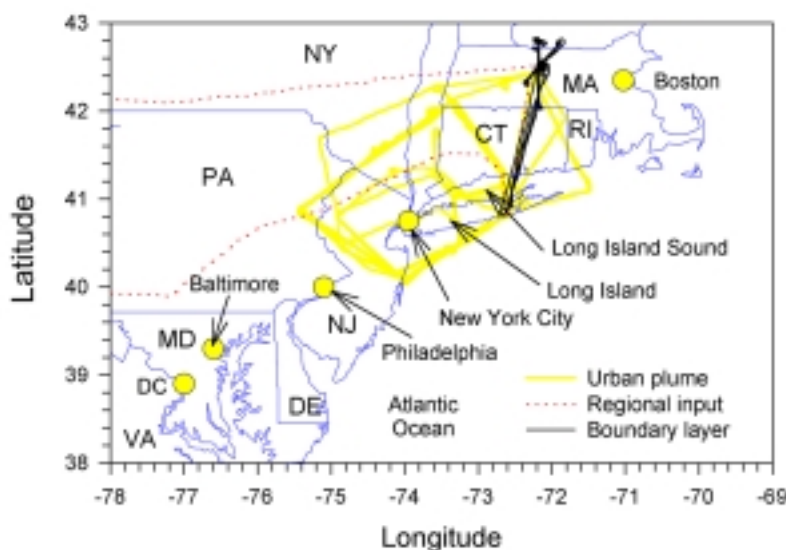 43
42
41
40
39
38
Latitude
NY
MA
Boston
CT
RI
PA
Long Island Sound
Long Island
Baltimore
New York City
MD
NJ
Philadelphia
DC
DE
Atlantic
Ocean
VA
Urban plume
Regional input
Boundary layer
-78 -77 -76 -75 -74 -73 -72 -71 -70 -69
Longitude